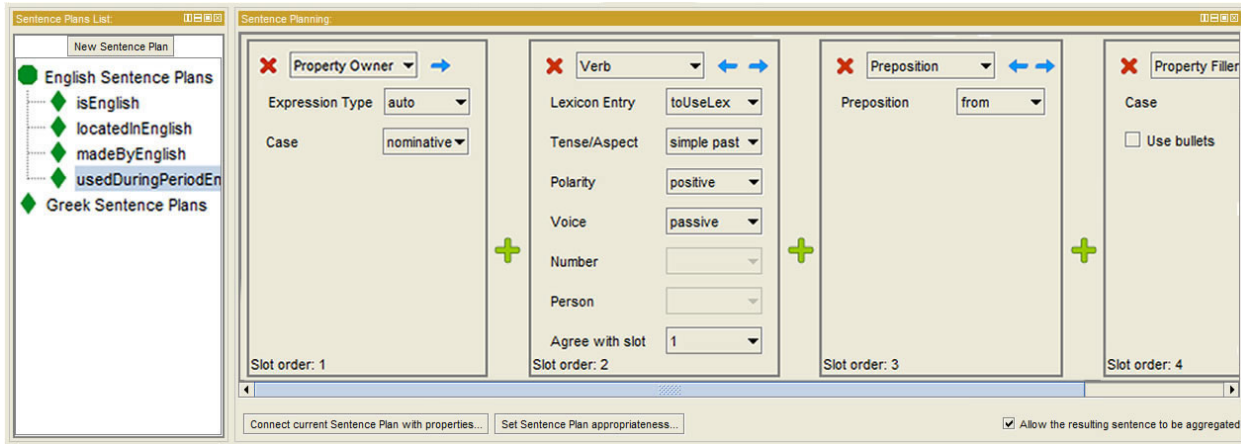 Sentence Plans List:
New Sentence Plan
English Sentence Plans
isEnglish
locatedInEnglish
madeByEnglish
usedDuringPeriodEn
Greek Sentence Plans
Sentence Planning:
Property Owner
Expression Type auto
Case nominative
Slot order: 1
Verb
Lexicon Entry toUseLex
Tense/Aspect simple past
Polarity positive
Voice passive
Number
Person
Agree with slot 1
Slot order: 2
Preposition
Preposition from
Slot order: 3
Property Filler
Case
Use bullets
Slot order: 4
Connect current Sentence Plan with properties... Set Sentence Plan appropriateness... Allow the resulting sentence to be aggregated